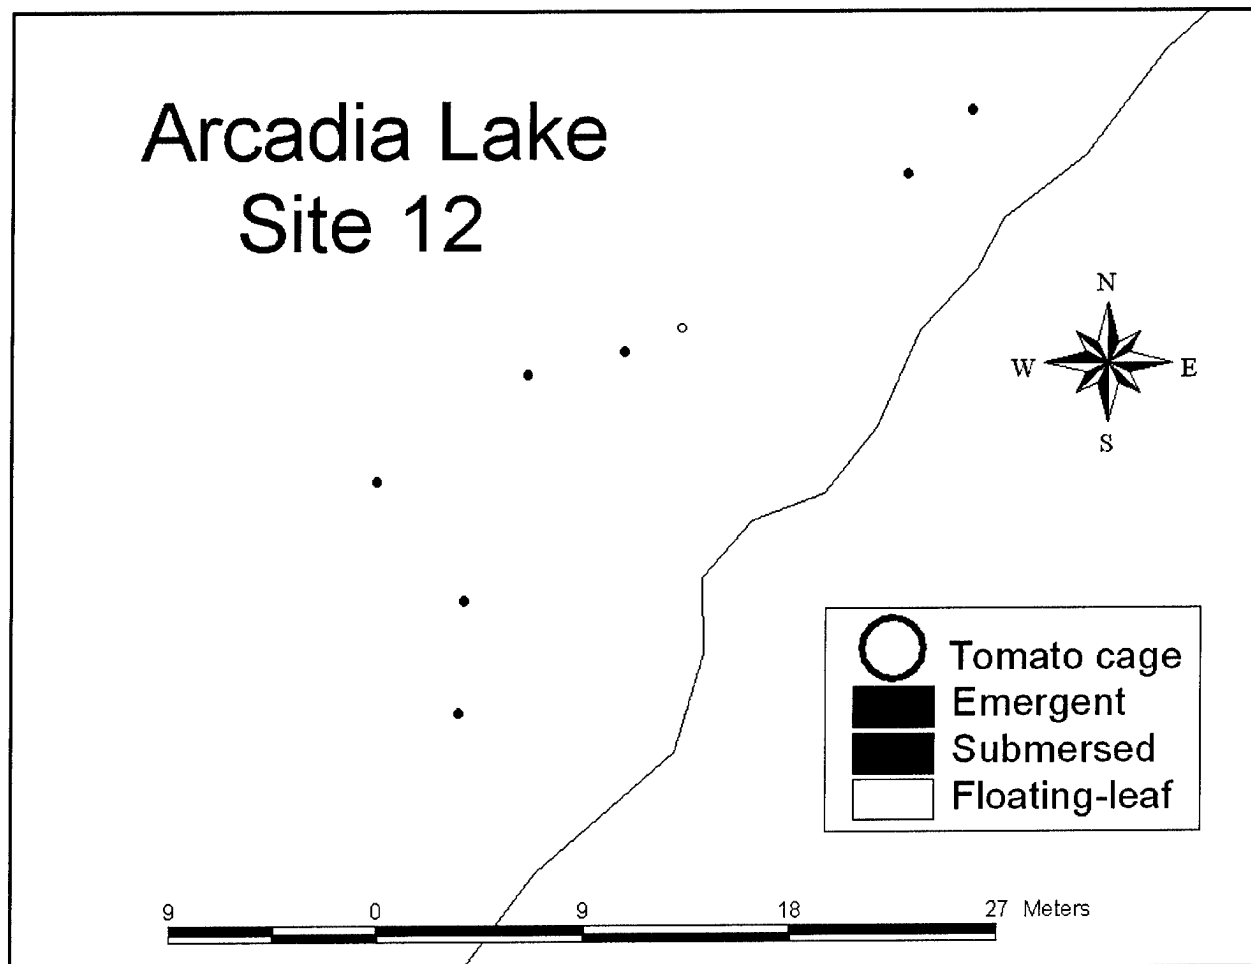 Arcadia Lake
Site 12
N
W E
S
Tomato cage
Emergent
Submersed
Floating-leaf
9 0 9 18 27 Meters